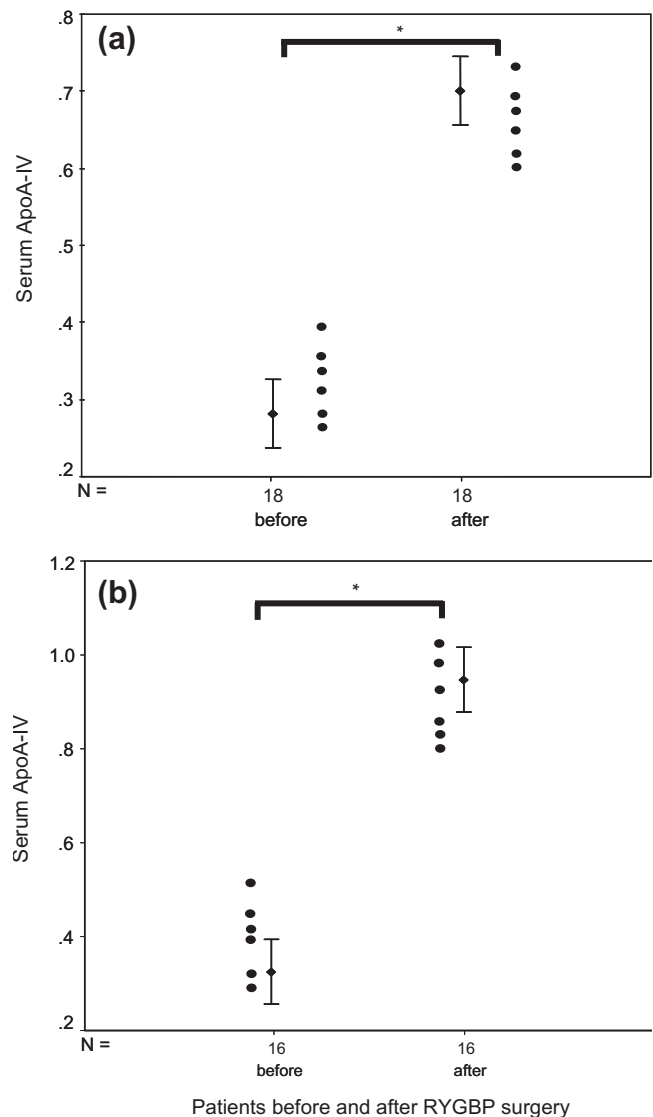 (a)
*
Serum ApoA-IV
.8
.7
.6
.5
.4
.3
.2
N = 18 18
before after
(b)
*
Serum ApoA-IV
1.2
1.0
.8
.6
.4
.2
N = 16 16
before after
Patients before and after RYGBP surgery